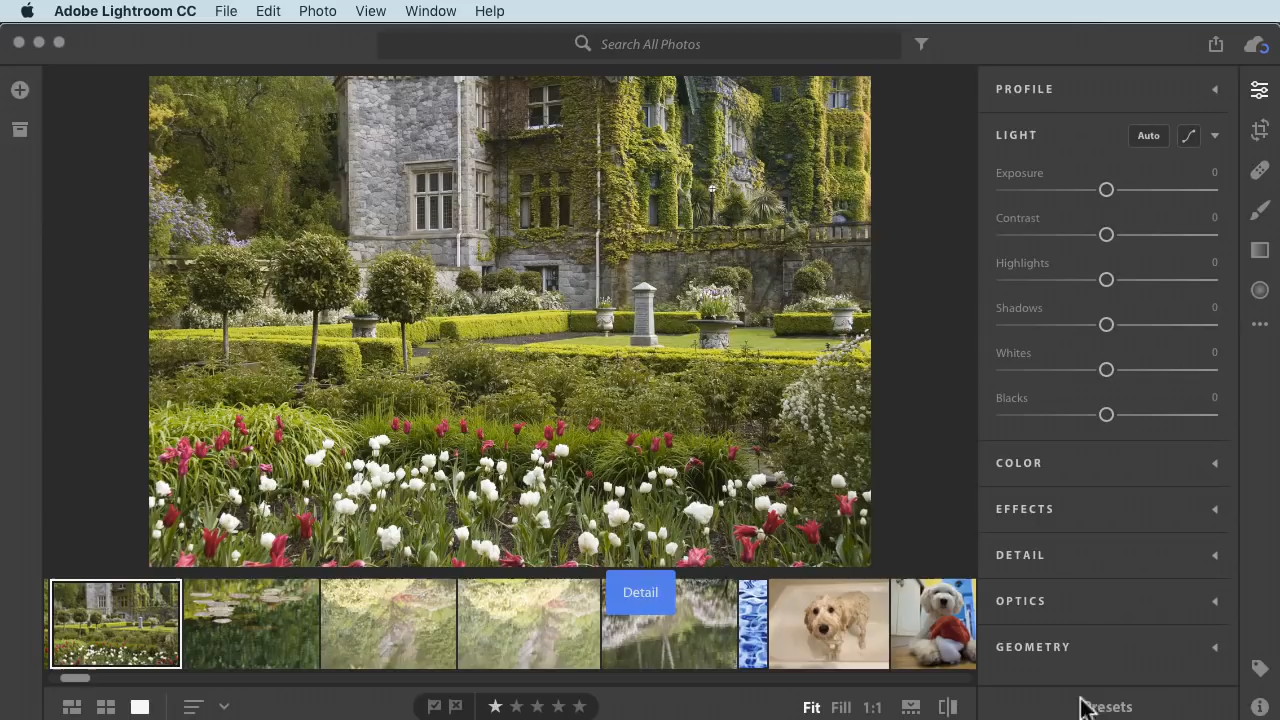 Adobe Lightroom CC File Edit Photo View Window Help
Search All Photos
PROFILE
LIGHT Auto
Exposure 0
Contrast 0
Highlights 0
Shadows 0
Whites 0
Blacks 0
COLOR
EFFECTS
DETAIL
OPTICS
GEOMETRY
Detail
Fit Fill 1:1
Presets